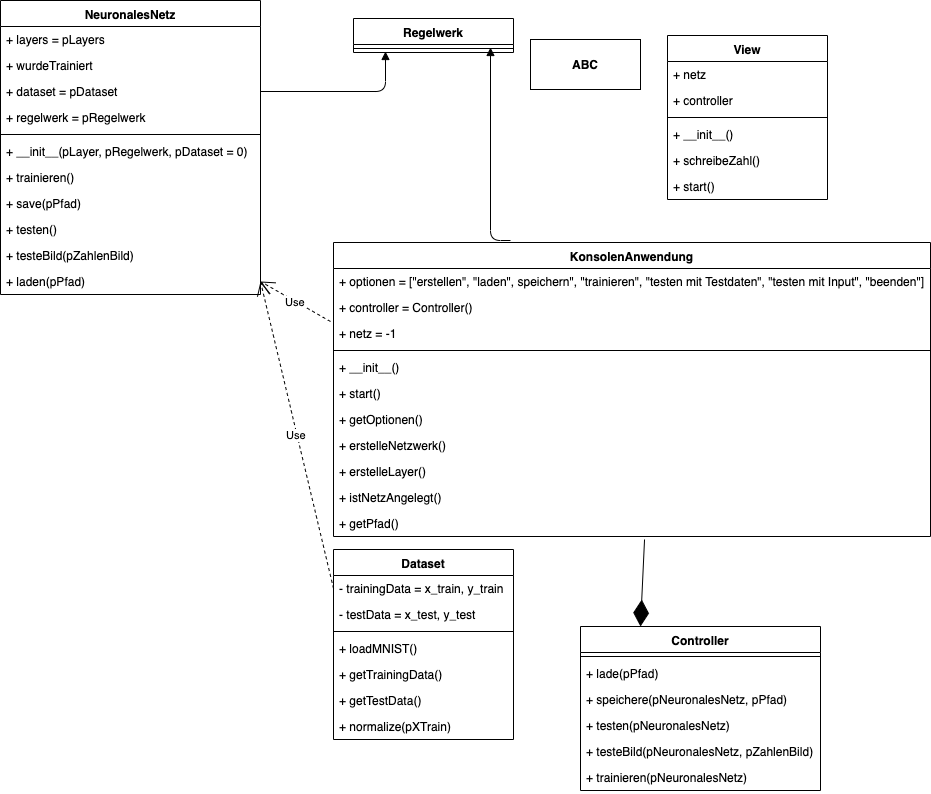 NeuronalesNetz
+ layers = pLayers
+ wurdeTrainiert
+ dataset = pDataset
+ regelwerk = pRegelwerk
+ __init__(pLayer, pRegelwerk, pDataset = 0)
+ trainieren()
+ save(pPfad)
+ testen()
+ testeBild(pZahlenBild)
+ laden(pPfad)
Regelwerk
ABC
View
+ netz
+ controller
+ __init__()
+ schreibeZahl()
+ start()
Use
Use
KonsolenAnwendung
+ optionen = ["erstellen", "laden", speichern", "trainieren", "testen mit Testdaten", "testen mit Input", "beenden"]
+ controller = Controller()
+ netz = -1
+ __init__()
+ start()
+ getOptionen()
+ erstelleNetzwerk()
+ erstelleLayer()
+ istNetzAngelegt()
+ getPfad()
Dataset
- trainingData = x_train, y_train
- testData = x_test, y_test
+ loadMNIST()
+ getTrainingData()
+ getTestData()
+ normalize(pXTrain)
Controller
+ lade(pPfad)
+ speichere(pNeuronalesNetz, pPfad)
+ testen(pNeuronalesNetz)
+ testeBild(pNeuronalesNetz, pZahlenBild)
+ trainieren(pNeuronalesNetz)